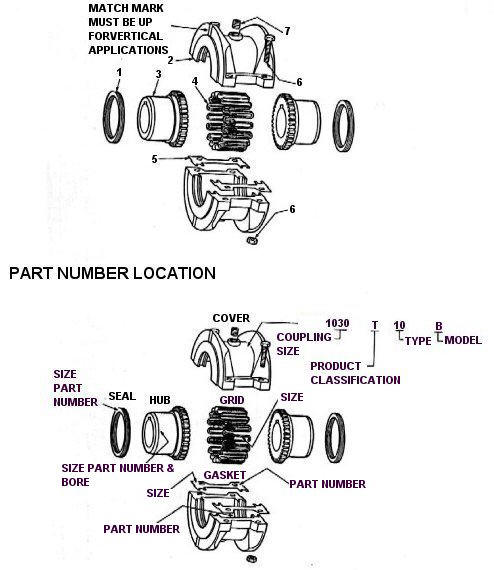 MATCH MARK
MUST BE UP
FORVERTICAL
APPLICATIONS
7
2
1
3
4
6
5
6
PART NUMBER LOCATION
COVER
1030 T 10 B
COUPLING
SIZE
TYPE
MODEL
PRODUCT
CLASSIFICATION
SIZE
PART
NUMBER
SEAL
HUB
GRID
SIZE
SIZE PART NUMBER &
BORE
GASKET
SIZE
PART NUMBER
PART NUMBER